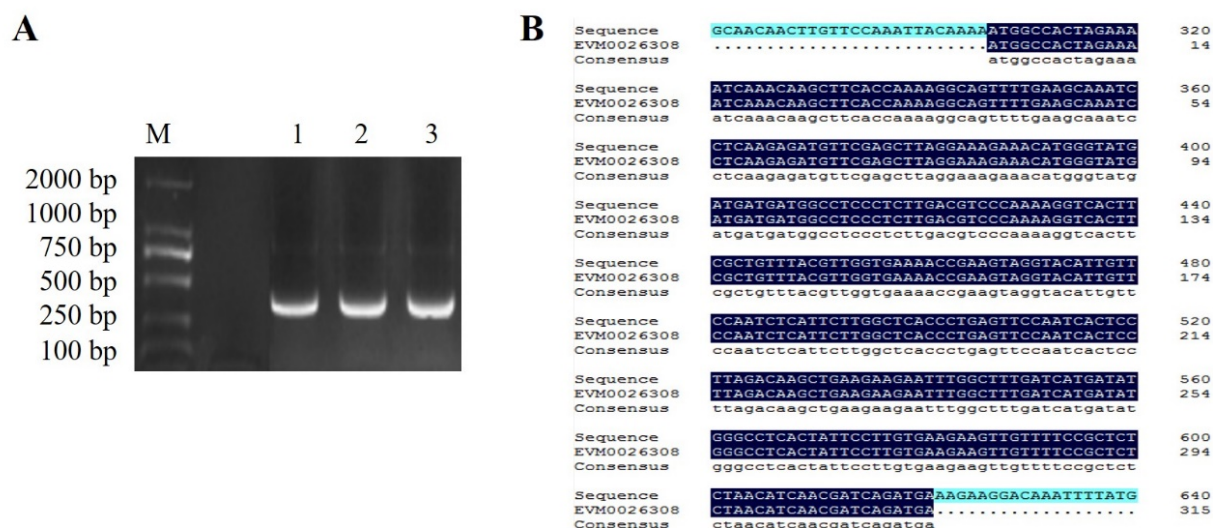 A
M 1 2 3
2000 bp
1000 bp
750 bp
500 bp
250 bp
100 bp
B
Sequence GCAACAACTTGTTCCAAATTACAAAAATGGCCACTAGAAA 320
EVM0026308 ..........................ATGGCCACTAGAAA 14
Consensus atggccactagaaa
Sequence ATCAAACAAGCTTCACCAAAAGGCAGTTTTGAAGCAAATC 360
EVM0026308 ATCAAACAAGCTTCACCAAAAGGCAGTTTTGAAGCAAATC 54
Consensus atcaaacaagcttcaccaaaaggcagttttgaagcaaatc
Sequence CTCAAGAGATGTTCGAGCTTAGGAAAGAAACATGGGTATG 400
EVM0026308 CTCAAGAGATGTTCGAGCTTAGGAAAGAAACATGGGTATG 94
Consensus ctcaagagatgttcgagcttaggaaagaaacatgggtatg
Sequence ATGATGATGGCCTCCCTCTTGACGTCCCAAAAGGTCACTT 440
EVM0026308 ATGATGATGGCCTCCCTCTTGACGTCCCAAAAGGTCACTT 134
Consensus atgatgatggcctccctcttgacgtcccaaaaggtcactt
Sequence CGCTGTTTACGTTGGTGAAAACCGAAGTAGGTACATTGTT 480
EVM0026308 CGCTGTTTACGTTGGTGAAAACCGAAGTAGGTACATTGTT 174
Consensus cgctgtttacgttggtgaaaaccgaagtaggtacattgtt
Sequence CCAATCTCATTCTTGGCTCACCCTGAGTTCCAATCACTCC 520
EVM0026308 CCAATCTCATTCTTGGCTCACCCTGAGTTCCAATCACTCC 214
Consensus ccaatctcattcttggctcaccctgagttccaatcactcc
Sequence TTAGACAAGCTGAAGAAGAATTTGGCTTTGATCATGATAT 560
EVM0026308 TTAGACAAGCTGAAGAAGAATTTGGCTTTGATCATGATAT 254
Consensus ttagacaagctgaagaagaatttggctttgatcatgatat
Sequence GGGCCTCACTATTCCTTGTGAAGAAGTTGTTTTCCGCTCT 600
EVM0026308 GGGCCTCACTATTCCTTGTGAAGAAGTTGTTTTCCGCTCT 294
Consensus gggcctcactattccttgtgaagaagttgttttccgctct
Sequence CTAACATCAACGATCAGATGAAAGAAGGACAAATTTTATG 640
EVM0026308 CTAACATCAACGATCAGATGA................... 315
Consensus ctaacatcaacgatcagatga